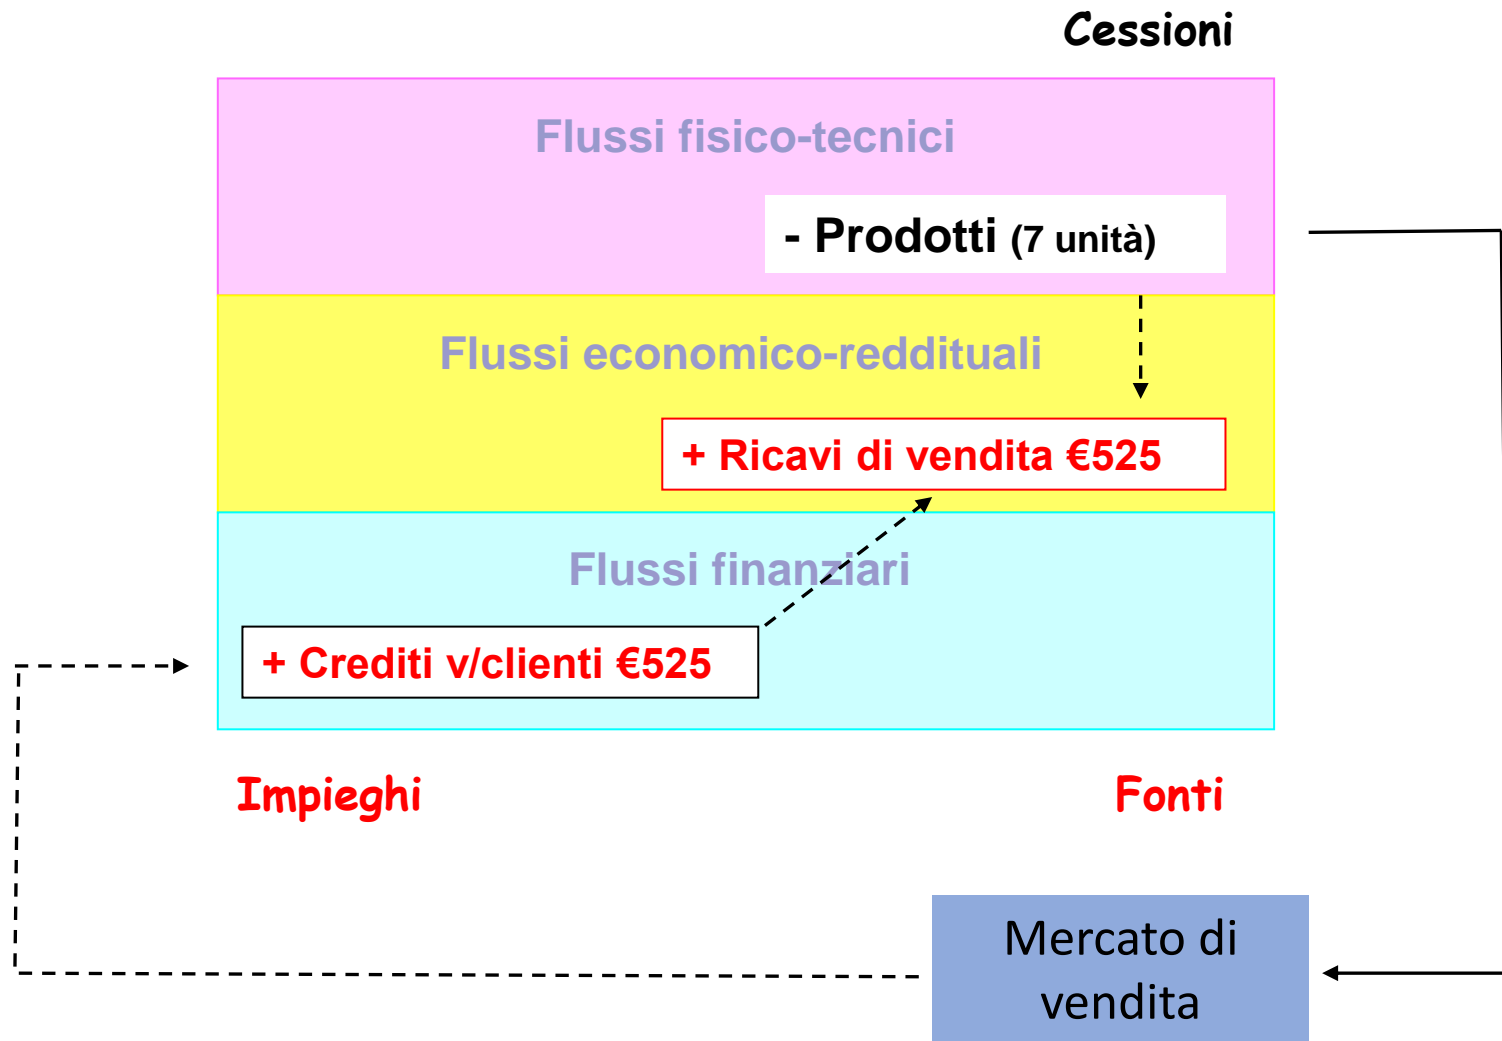 Cessioni
Flussi fisico-tecnici
- Prodotti (7 unità)
Flussi economico-reddituali
+ Ricavi di vendita €525
Flussi finanziari
+ Crediti v/clienti €525
Impieghi
Fonti
Mercato di
vendita